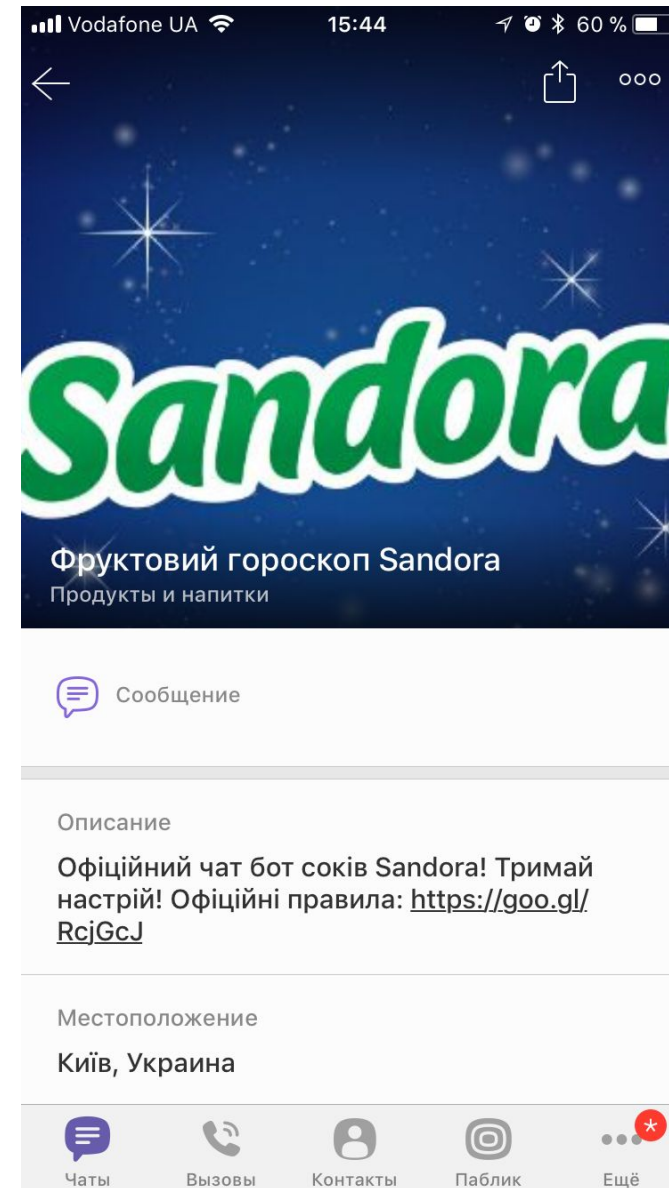 Vodafone UA 15:44 60 %
Sandora
Фруктовий гороскоп Sandora
Продукты и напитки
Сообщение
Описание
Офіційний чат бот соків Sandora! Тримай
настрій! Офіційні правила: https://goo.gl/
RcjGcJ
Местоположение
Київ, Украина
Чаты Вызовы Контакты Паблик Ещё